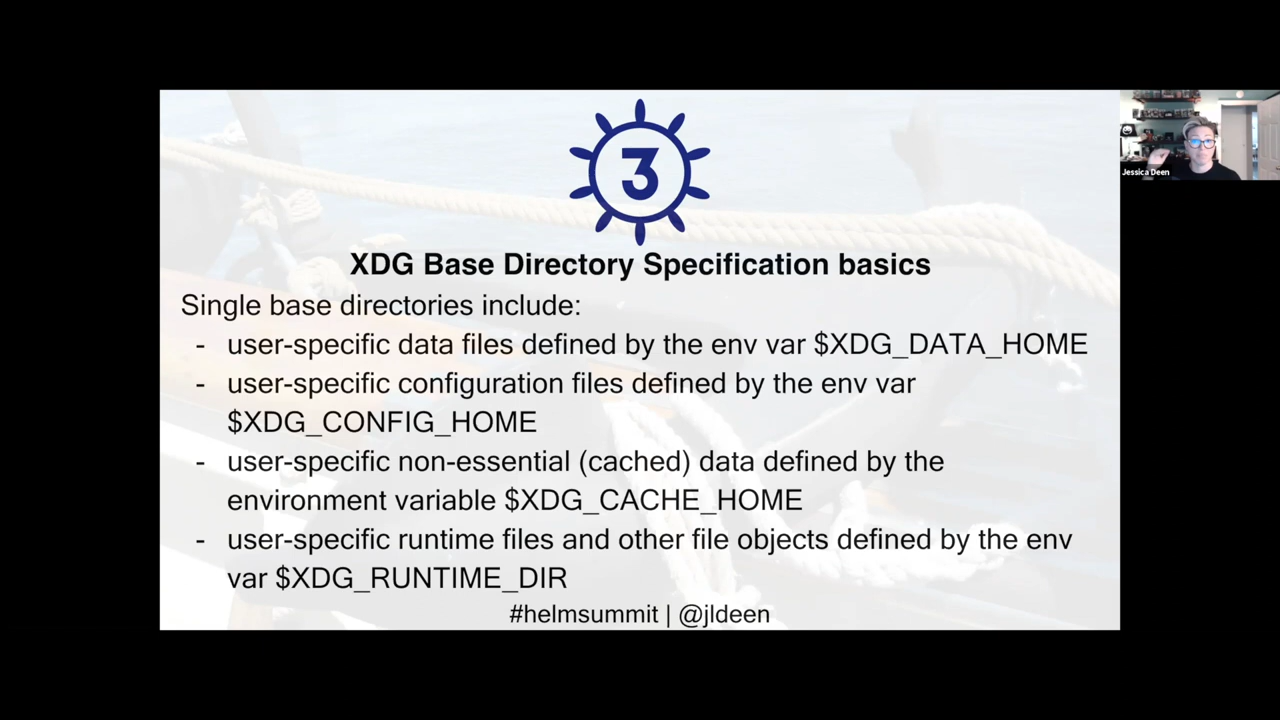 3
XDG Base Directory Specification basics
Single base directories include:
- user-specific data files defined by the env var $XDG_DATA_HOME
- user-specific configuration files defined by the env var
$XDG_CONFIG_HOME
- user-specific non-essential (cached) data defined by the
environment variable $XDG_CACHE_HOME
- user-specific runtime files and other file objects defined by the env
var $XDG_RUNTIME_DIR
#helmsummit | @jldeen
Jessica Deen